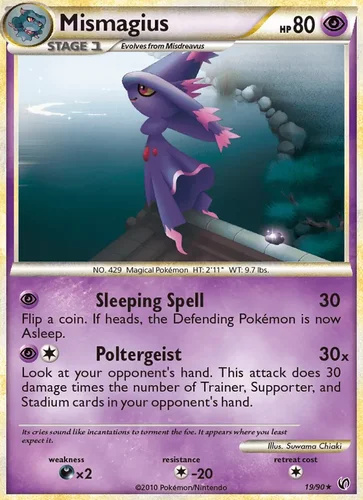 Mismagius HP 80
STAGE 1 Evolves from Misdreavus
NO. 429 Magical Pokémon HT: 2'11" WT: 9.7 lbs.
Sleeping Spell 30
Flip a coin. If heads, the Defending Pokémon is now
Asleep.
Poltergeist 30x
Look at your opponent's hand. This attack does 30
damage times the number of Trainer, Supporter, and
Stadium cards in your opponent's hand.
Its cries sound like incantations to torment the foe. It appears where you least
expect it.
Illus. Suwama Chiaki
weakness resistance retreat cost
×2 -20
©2010 Pokémon/Nintendo 19/90★